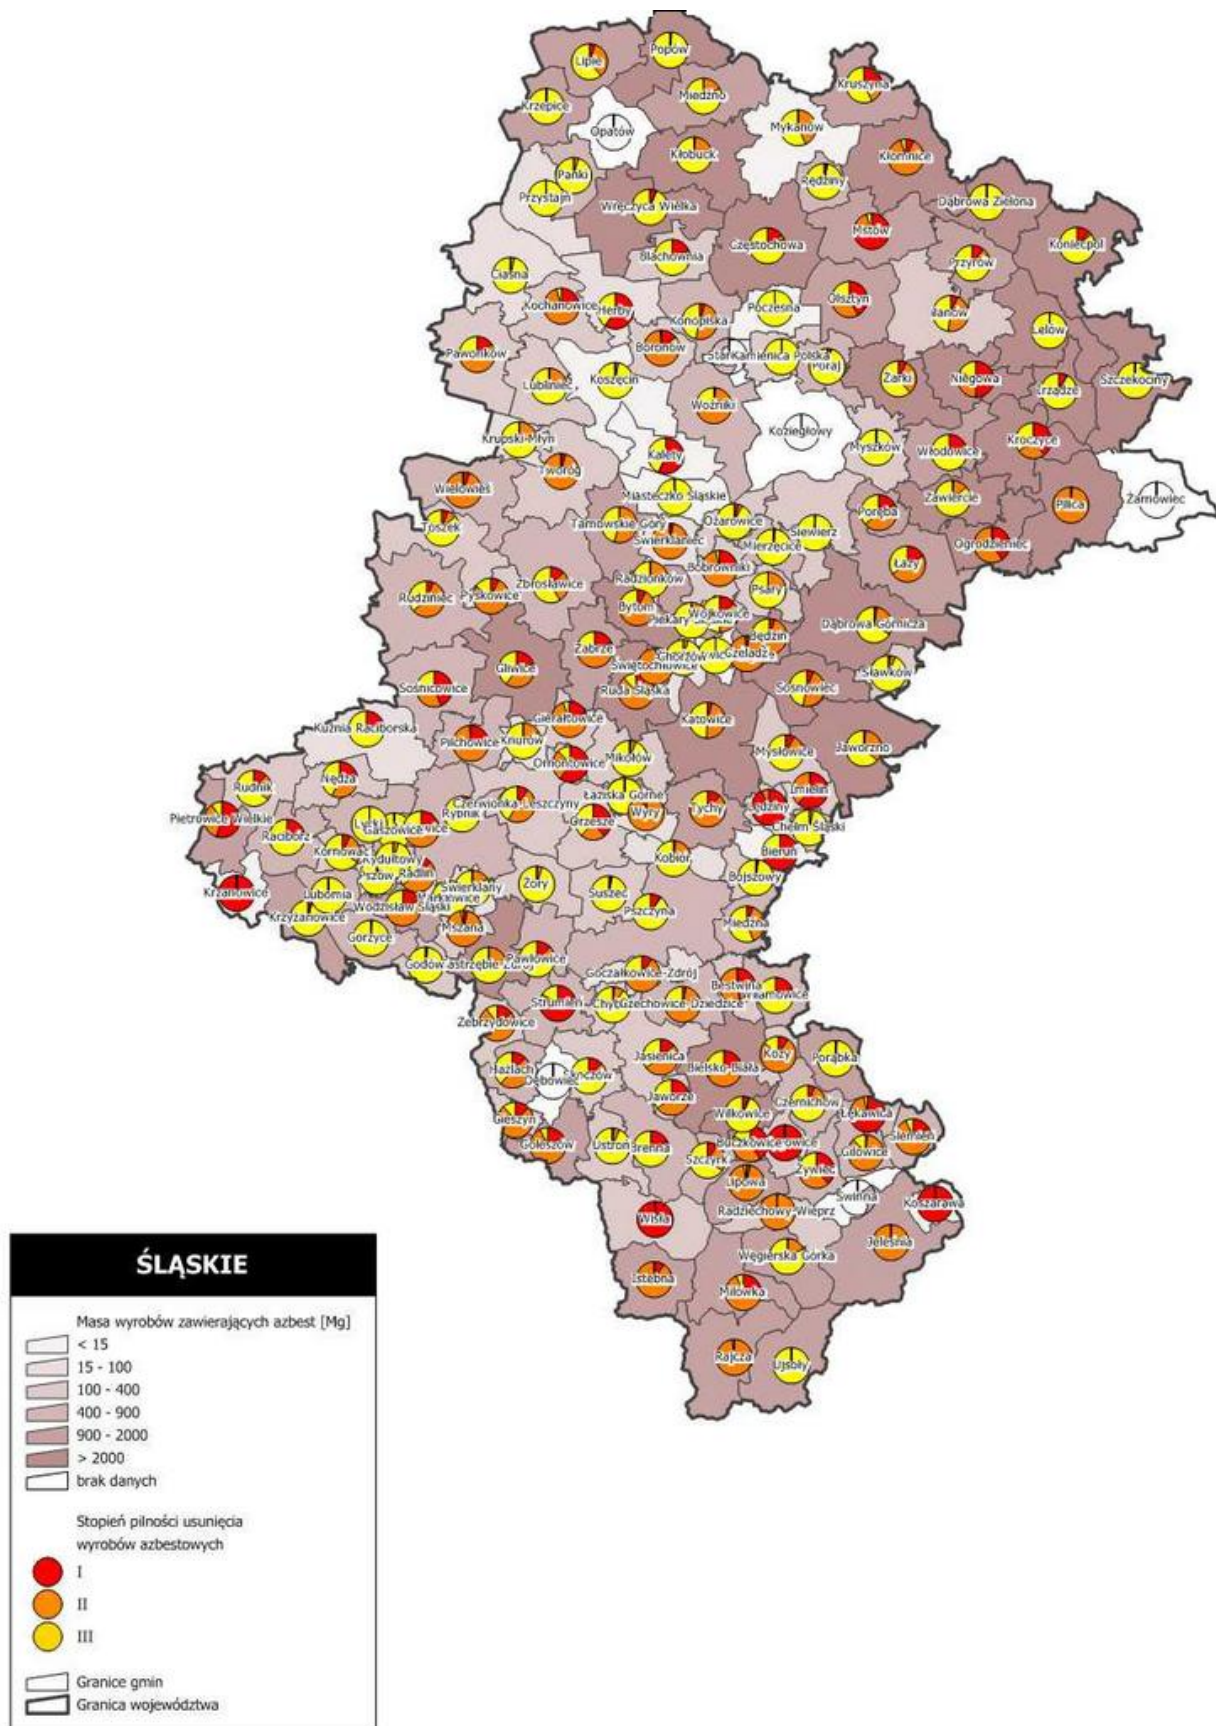 Popów
Lipie
Kruszyna
Miedźno
Krzepice
Opatów
Mykanów
Kłobuck
Kłomnice
Panki
Rędziny
Przystajń
Dąbrowa Zielona
Wręczyca Wielka
Mstów
Częstochowa
Koniecpol
Blachownia
Przyrów
Ciasna
Olsztyn
Kochanowice
Herby
Poczesna
Janów
Konopiska
Lelów
Boronów
Kamienica Polska
Pawonków
Poraj
Koszęcin
Żarki
Niegowa
Szczekociny
Lubliniec
Irządze
Woźniki
Koziegłowy
Krupski-Młyn
Myszków
Włodowice
Kroczyce
Kalety
Tworóg
Wielowieś
Miasteczko Śląskie
Zawiercie
Pilica
Żarnowiec
Poręba
Toszek
Tarnowskie Góry
Ożarowice
Siewierz
Świerklaniec
Mierzęcice
Ogrodzieniec
Łazy
Bobrowniki
Radzionków
Zbrosławice
Psary
Rudziniec
Pyskowice
Bytom
Wojkowice
Piekary
Dąbrowa Górnicza
Będzin
Zabrze
Czeladź
Chorzów
Świętochłowice
Gliwice
Sławków
Sośnicowice
Ruda Śląska
Sosnowiec
Gierałtowice
Katowice
Kuźnia Raciborska
Pilchowice
Knurów
Mysłowice
Jaworzno
Mikołów
Ornontowice
Nędza
Rudnik
Imielin
Łaziska Górne
Czerwionka-Leszczyny
Lędziny
Tychy
Pietrowice Wielkie
Rybnik
Wyry
Orzesze
Chełm Śląski
Raciborz
Gaszowice
Kornowac
Bieruń
Kobiór
Rydułtowy
Radlin
Bojszowy
Świerklany
Żory
Krzanowice
Lubomia
Suszec
Wodzisław Śląski
Pszczyna
Krzyżanowice
Miedźna
Mszana
Gorzyce
Pawłowice
Godów
Jastrzębie-Zdrój
Goczałkowice-Zdrój
Bestwina
Wilamowice
Strumień
Czechowice-Dziedzice
Zebrzydowice
Jasienica
Kozy
Porąbka
Hażlach
Bielsko-Biała
Dębowiec
Skoczów
Jaworze
Czernichów
Łękawica
Wilkowice
Cieszyn
Ślemień
Goleszów
Ustroń
Brenna
Buczkowice
Gilowice
Szczyrk
Żywiec
Lipowa
Świnna
Koszarawa
Wisła
Radziechowy-Wieprz
Jeleśnia
Węgierska Górka
Istebna
Milówka
Rajcza
Ujsoły
ŚLĄSKIE
Masa wyrobów zawierających azbest [Mg]
< 15
15 - 100
100 - 400
400 - 900
900 - 2000
> 2000
brak danych
Stopień pilności usunięcia
wyrobów azbestowych
I
II
III
Granice gmin
Granica województwa